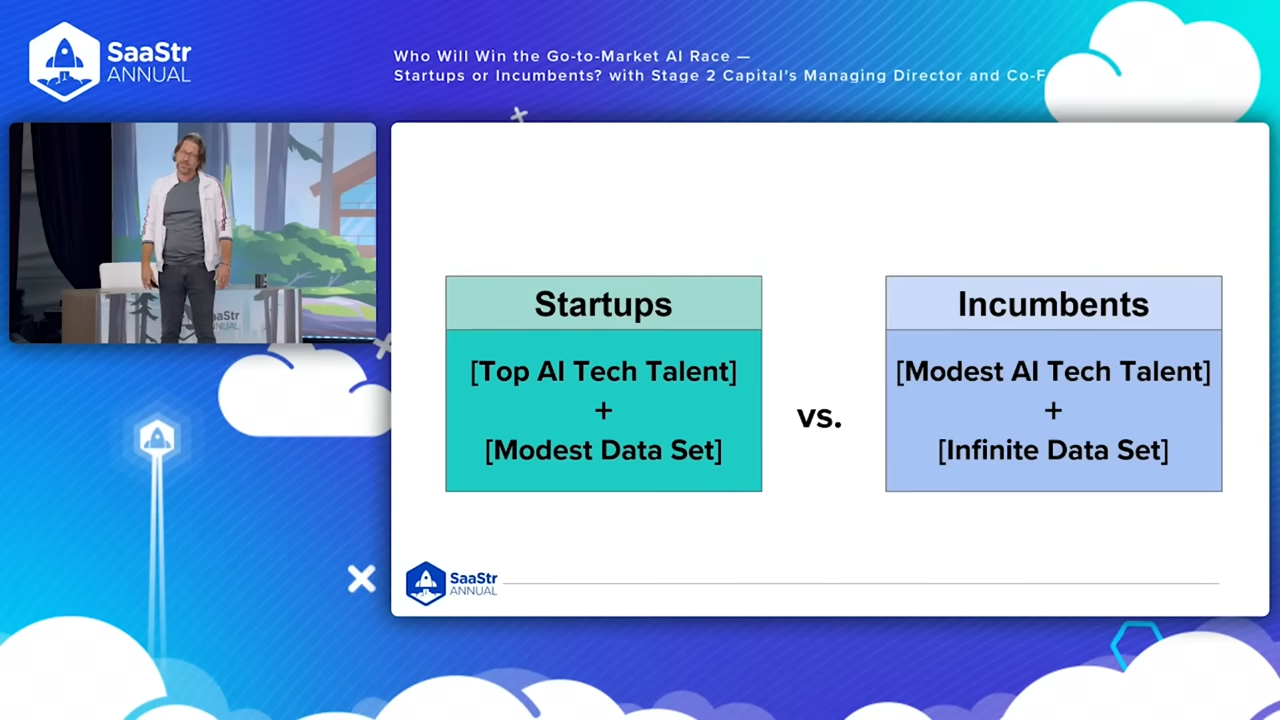 SaaStr
ANNUAL
Who Will Win the Go-to-Market AI Race —
Startups or Incumbents? with Stage 2 Capital's Managing Director and Co-F
Startups
[Top AI Tech Talent]
+
[Modest Data Set]
vs.
Incumbents
[Modest AI Tech Talent]
+
[Infinite Data Set]
SaaStr
ANNUAL
aaStr
ANNUAL